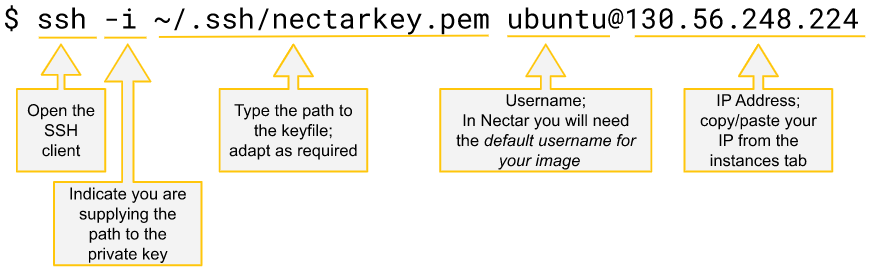 $ ssh -i ~/.ssh/nectarkey.pem ubuntu@130.56.248.224
Open the
SSH
client
Indicate you are
supplying the
path to the
private key
Type the path to
the keyfile;
adapt as required
Username;
In Nectar you will need
the default username for
your image
IP Address;
copy/paste your
IP from the
instances tab